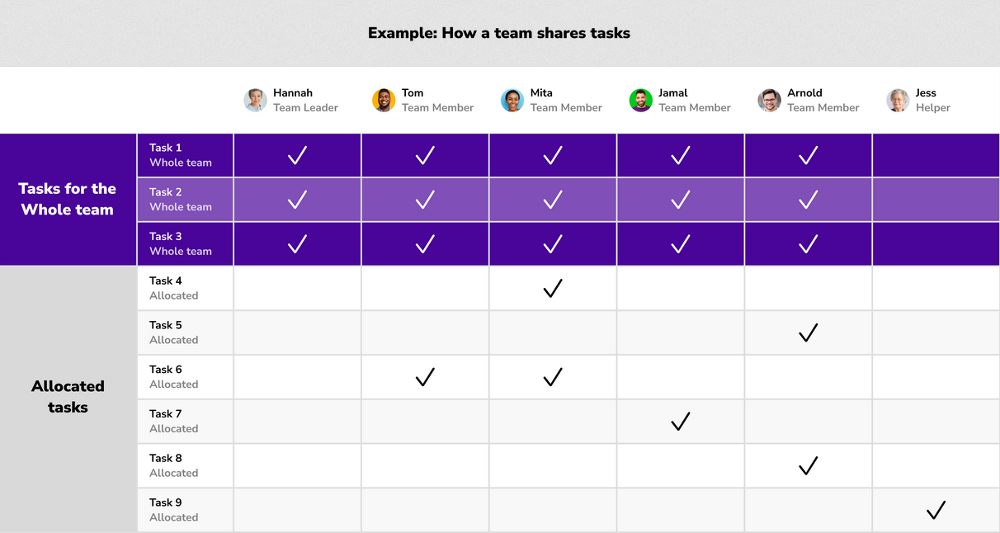 Example: How a team shares tasks
Hannah
Team Leader
Tom
Team Member
Mita
Team Member
Jamal
Team Member
Arnold
Team Member
Jess
Helper
Tasks for the
Whole team
Task 1
Whole team
Task 2
Whole team
Task 3
Whole team
Allocated
tasks
Task 4
Allocated
Task 5
Allocated
Task 6
Allocated
Task 7
Allocated
Task 8
Allocated
Task 9
Allocated